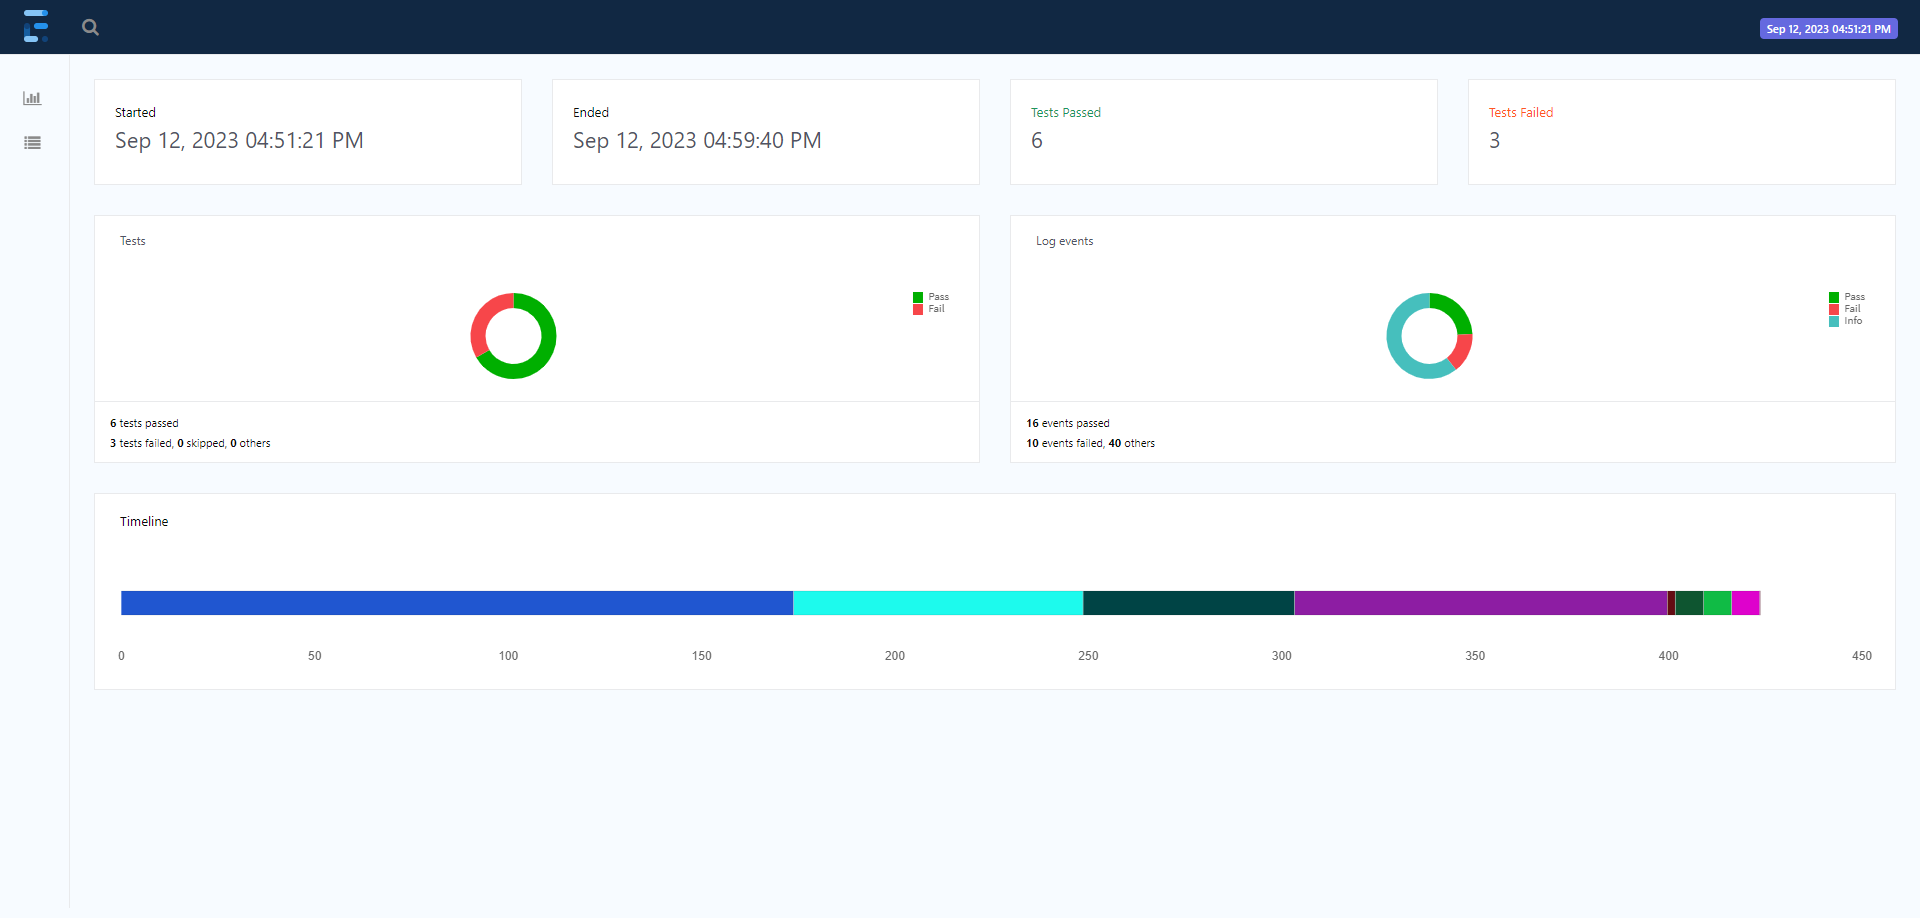 Sep 12, 2023 04:51:21 PM
Started
Sep 12, 2023 04:51:21 PM
Ended
Sep 12, 2023 04:59:40 PM
Tests Passed
6
Tests Failed
3
Tests
Pass
Fail
6 tests passed
3 tests failed, 0 skipped, 0 others
Log events
Pass
Fail
Info
16 events passed
10 events failed, 40 others
Timeline
0 50 100 150 200 250 300 350 400 450